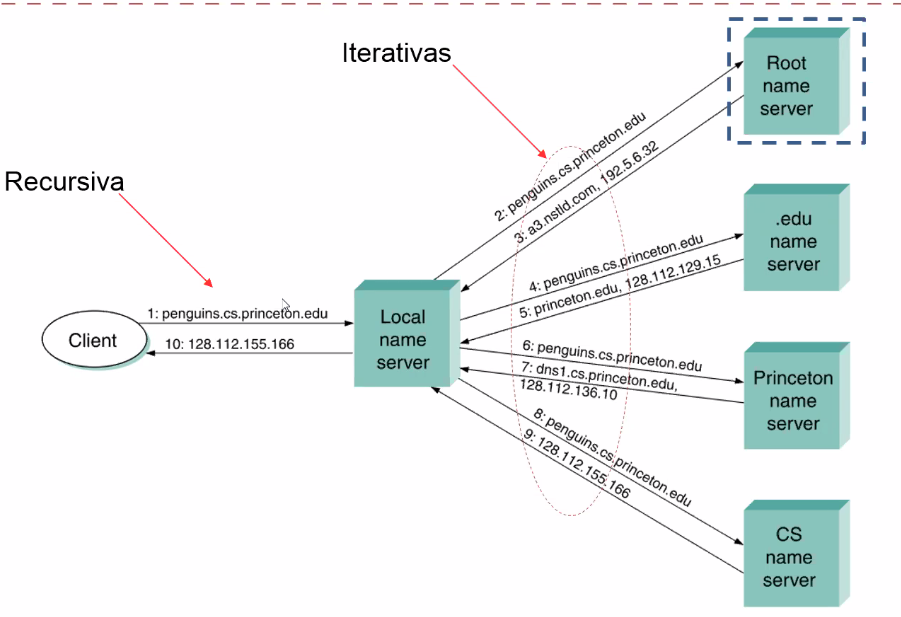 Iterativas
Recursiva
Client
1: penguins.cs.princeton.edu
10: 128.112.155.166
Local
name
server
2: penguins.cs.princeton.edu
3: a3.nstld.com, 192.5.6.32
4: penguins.cs.princeton.edu
5: princeton.edu, 128.112.129.15
6: penguins.cs.princeton.edu
7: dns1.cs.princeton.edu,
128.112.136.10
8: penguins.cs.princeton.edu
9: 128.112.155.166
Root
name
server
.edu
name
server
Princeton
name
server
CS
name
server